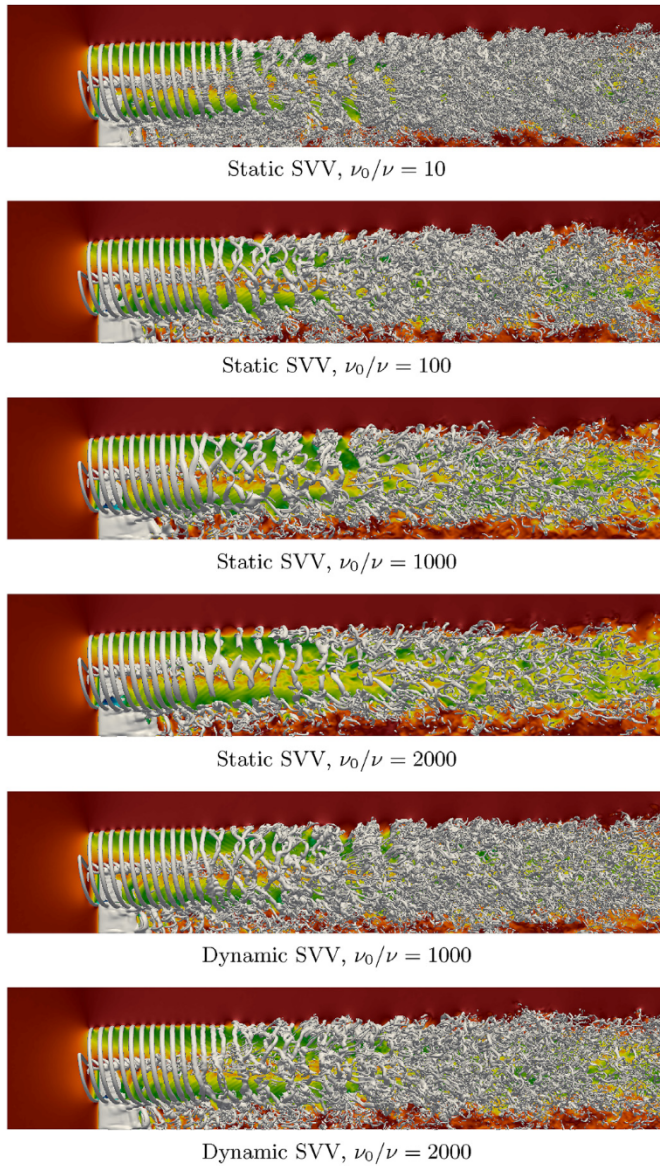 Static SVV, ν₀/ν = 10
Static SVV, ν₀/ν = 100
Static SVV, ν₀/ν = 1000
Static SVV, ν₀/ν = 2000
Dynamic SVV, ν₀/ν = 1000
Dynamic SVV, ν₀/ν = 2000